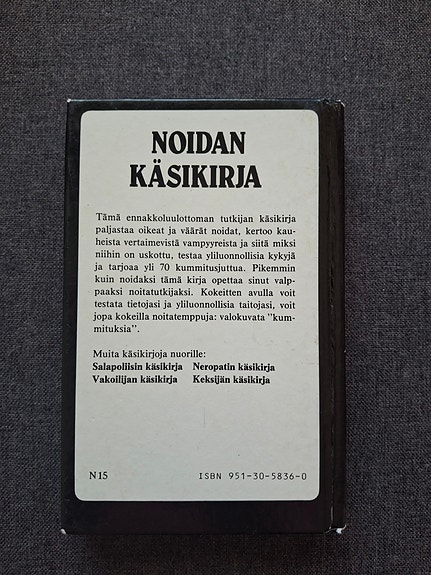 NOIDAN
KÄSIKIRJA
Tämä ennakkoluulottoman tutkijan käsikirja
paljastaa oikeat ja väärät noidat, kertoo kau-
heista vertaimevistä vampyyreista ja siitä miksi
niihin on uskottu, testaa yliluonnollisia kykyjä
ja tarjoaa yli 70 kummitusjuttua. Pikemmin
kuin noidaksi tämä kirja opettaa sinut valp-
paaksi noitatutkijaksi. Kokeitten avulla voit
testata tietojasi ja yliluonnollisia taitojasi, voit
jopa kokeilla noitatemppuja: valokuvata "kum-
mituksia".
Muita käsikirjoja nuorille:
Salapoliisin käsikirja Neropatin käsikirja
Vakoilijan käsikirja Keksijän käsikirja
N 15 ISBN 951-30-5836-0